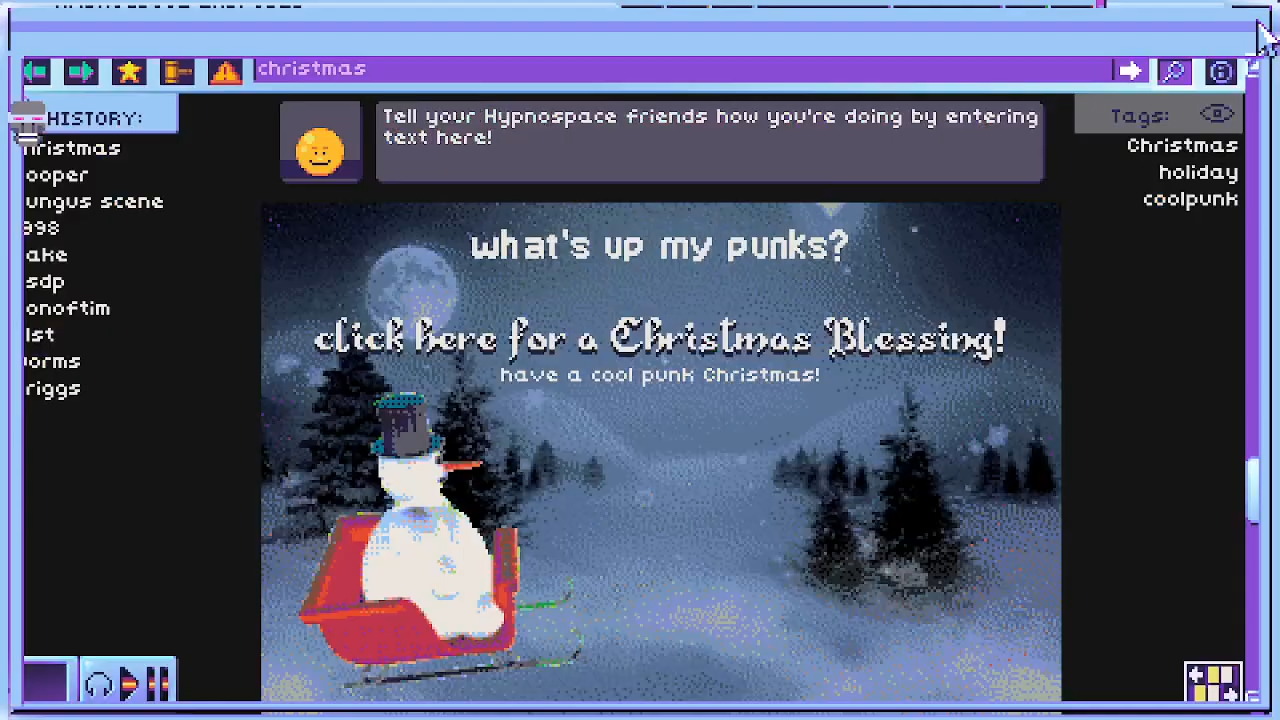 christmas
HISTORY:
hristmas
ooper
ungus scene
998
ake
sdp
onoftim
lst
orms
riggs
Tell your Hypnospace friends how you're doing by entering
text here!
what's up my punks?
click here for a Christmas Blessing!
have a cool punk Christmas!
Tags:
Christmas
holiday
coolpunk